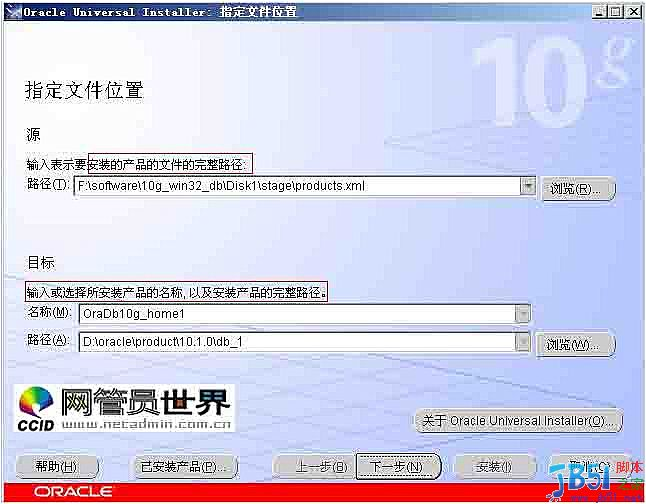 Oracle Universal Installer: 指定文件位置
10g
指定文件位置
源
输入表示要安装的产品的文件的完整路径:
路径(T): F:\software\10g_win32_db\Disk1\stage\products.xml 浏览(R)...
目标
输入或选择所安装产品的名称, 以及安装产品的完整路径。
名称(M): OraDb10g_home1
路径(A): D:\oracle\product\10.1.0\db_1 浏览(W)...
CCID 网管员世界
www.netadmin.com.cn
关于 Oracle Universal Installer(O)...
帮助(H) 已安装产品(P)... 上一步(B) 下一步(N) 安装(I) 取消(C)
ORACLE
JB51 脚本之家